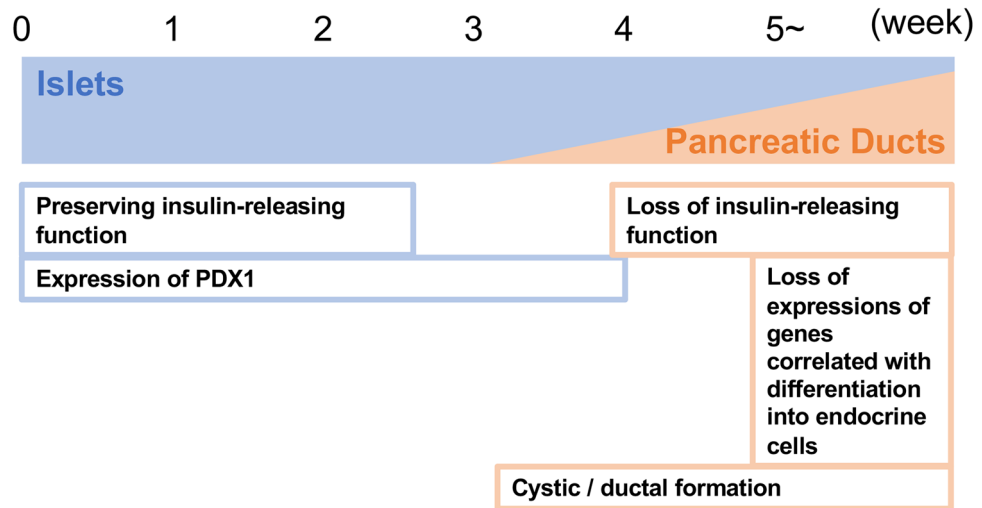 0 1 2 3 4 5~ (week)
Islets
Pancreatic Ducts
Preserving insulin-releasing
function
Loss of insulin-releasing
function
Expression of PDX1
Loss of
expressions of
genes
correlated with
differentiation
into endocrine
cells
Cystic / ductal formation